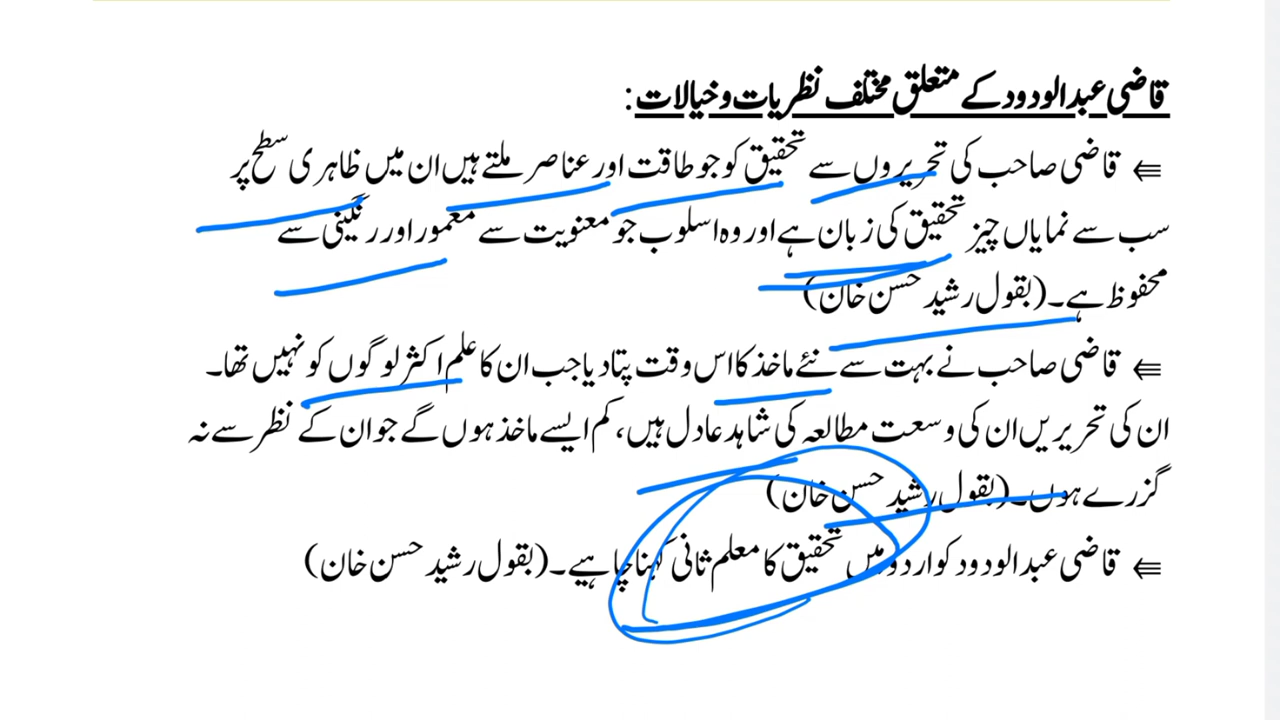 قاضی عبدالودود کے متعلق مختلف نظریات و خیالات:
⇚ قاضی صاحب کی تحریروں سے تحقیق کو جو طاقت اور عناصر ملتے ہیں ان میں ظاہری سطح پر
سب سے نمایاں چیز تحقیق کی زبان ہے اور وہ اسلوب جو معنویت سے معمور اور رنگینی سے
محفوظ ہے۔ (بقول رشید حسن خان)
⇚ قاضی صاحب نے بہت سے نئے ماخذ کا اس وقت پتا دیا جب ان کا علم اکثر لوگوں کو نہیں تھا۔
ان کی تحریریں ان کی وسعت مطالعہ کی شاہد عادل ہیں، کم ایسے ماخذ ہوں گے جو ان کے نظر سے نہ
گزرے ہوں۔ (بقول رشید حسن خان)
⇚ قاضی عبدالودود کو اردو میں تحقیق کا معلم ثانی کہنا چاہیے۔ (بقول رشید حسن خان)